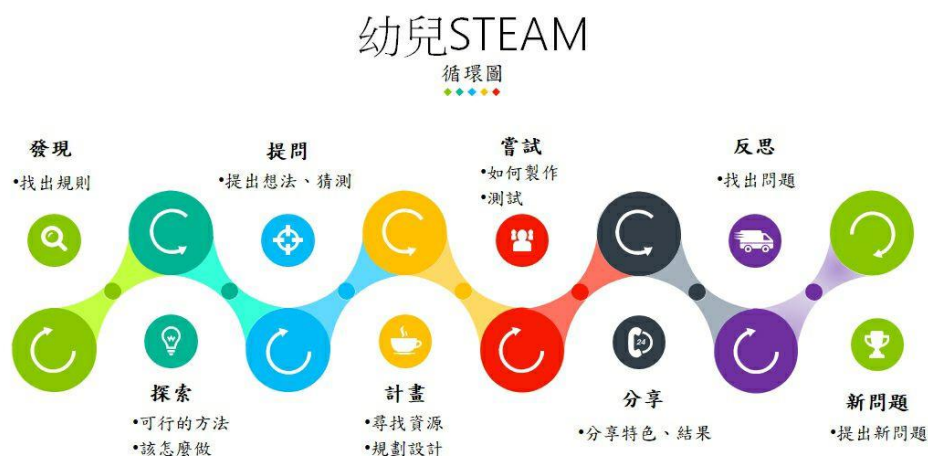 幼兒STEAM
循環圖
發現
•找出規則
探索
•可行的方法
•該怎麼做
提問
•提出想法、猜測
計畫
•尋找資源
•規劃設計
嘗試
•如何製作
•測試
分享
•分享特色、結果
24
反思
•找出問題
新問題
•提出新問題